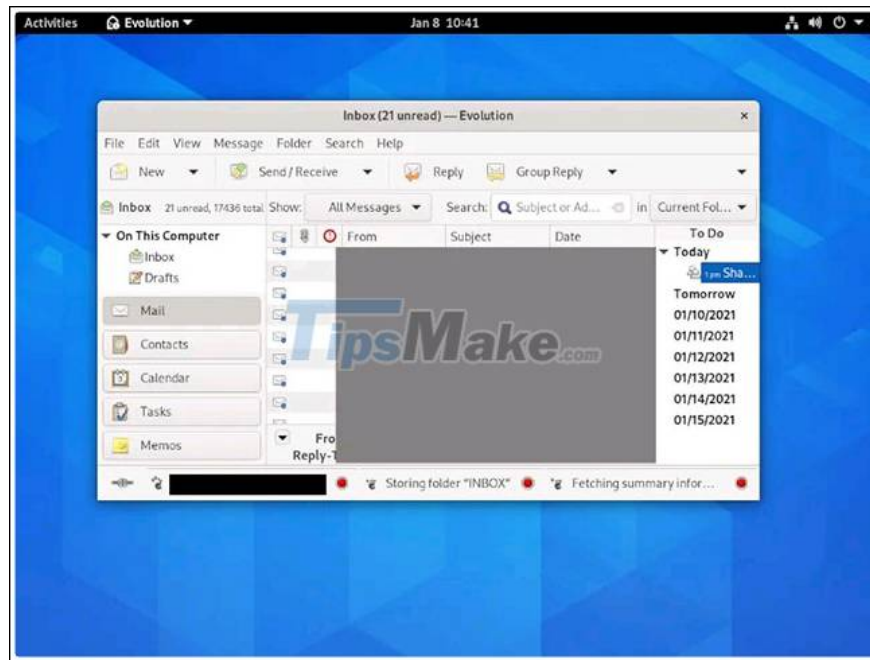 Activities Evolution Jan 8 10:41
Inbox (21 unread) — Evolution ×
File Edit View Message Folder Search Help
New Send / Receive Reply Group Reply
Inbox 21 unread, 17436 total Show: All Messages Search: Subject or Ad... in Current Fol...
On This Computer From Subject Date To Do
Inbox Today
Drafts 1 pm Sha...
Tomorrow
Mail 01/10/2021
Contacts 01/11/2021
TipsMake.com
01/12/2021
Calendar 01/13/2021
01/14/2021
Tasks 01/15/2021
Memos Fro
Reply-T
Storing folder "INBOX" Fetching summary infor...